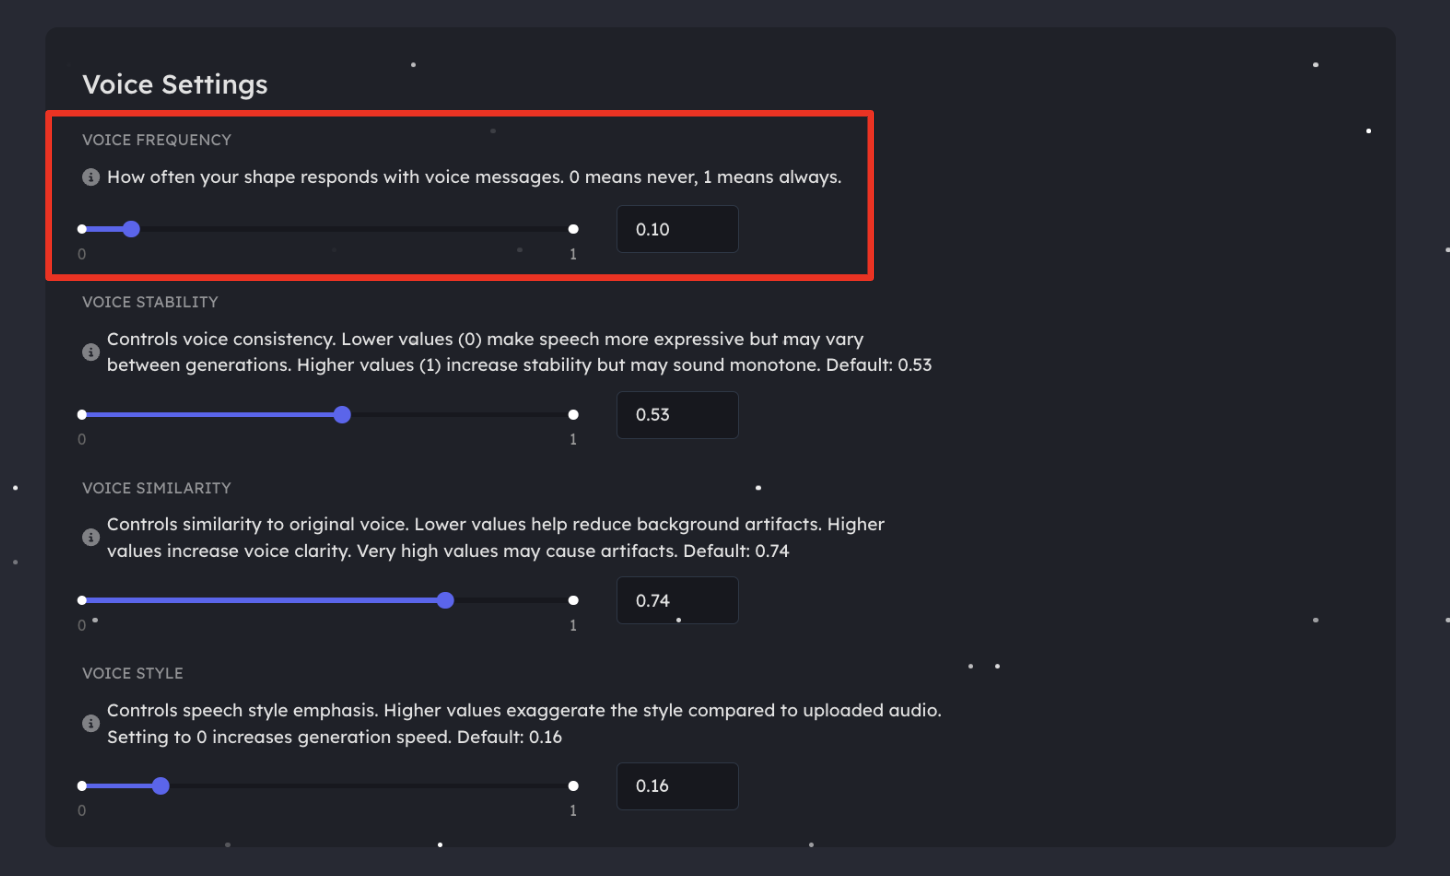 Voice Settings
VOICE FREQUENCY
How often your shape responds with voice messages. 0 means never, 1 means always.
0.10
0 1
VOICE STABILITY
Controls voice consistency. Lower values (0) make speech more expressive but may vary
between generations. Higher values (1) increase stability but may sound monotone. Default: 0.53
0.53
0 1
VOICE SIMILARITY
Controls similarity to original voice. Lower values help reduce background artifacts. Higher
values increase voice clarity. Very high values may cause artifacts. Default: 0.74
0.74
0 1
VOICE STYLE
Controls speech style emphasis. Higher values exaggerate the style compared to uploaded audio.
Setting to 0 increases generation speed. Default: 0.16
0.16
0 1